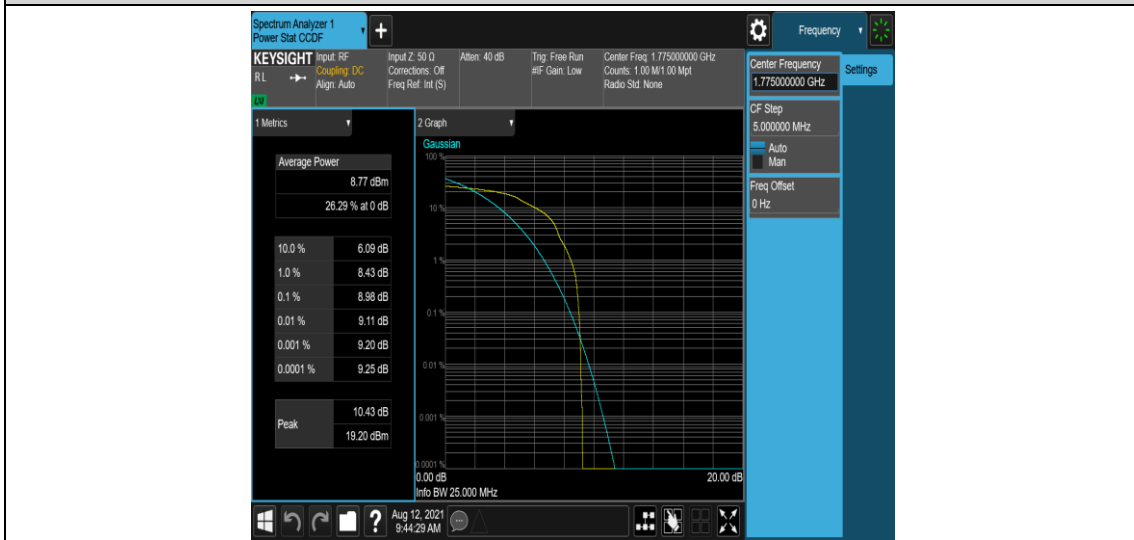 Spectrum Analyzer 1
Power Stat CCDF
+
Frequency
KEYSIGHT
RL
LXI
Input: RF
Coupling: DC
Align: Auto
Input Z: 50 Ω
Corrections: Off
Freq Ref: Int (S)
Atten: 40 dB
Trig: Free Run
#IF Gain: Low
Center Freq: 1.775000000 GHz
Counts: 1.00 M/1.00 Mpt
Radio Std: None
Center Frequency
1.775000000 GHz
Settings
CF Step
5.000000 MHz
Auto
Man
Freq Offset
0 Hz
1 Metrics
Average Power
8.77 dBm
26.29 % at 0 dB
10.0 % 6.09 dB
1.0 % 8.43 dB
0.1 % 8.98 dB
0.01 % 9.11 dB
0.001 % 9.20 dB
0.0001 % 9.25 dB
Peak 10.43 dB
19.20 dBm
2 Graph
Gaussian
100 %
10 %
1 %
0.1 %
0.01 %
0.001 %
0.0001 %
0.00 dB 20.00 dB
Info BW 25.000 MHz
?
Aug 12, 2021
9:44:29 AM